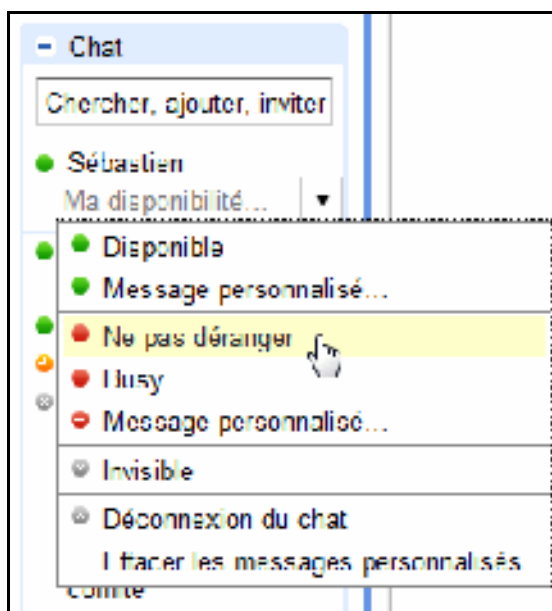 Chat
Chercher, ajouter, inviter
Sébastien
Ma disponibilité...
Disponible
Message personnalisé...
Ne pas déranger
Busy
Message personnalisé...
Invisible
Déconnexion du chat
Effacer les messages personnalisés
comité